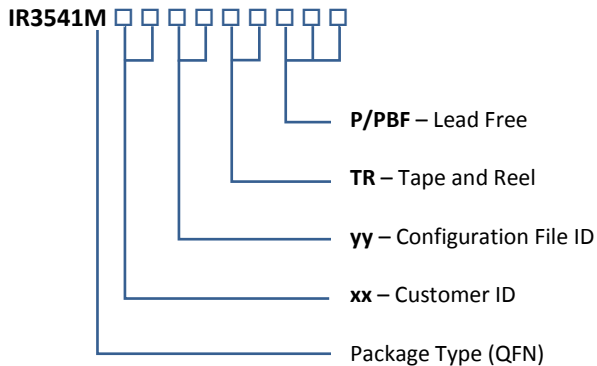 IR3541M
P/PBF – Lead Free
TR – Tape and Reel
yy – Configuration File ID
xx – Customer ID
Package Type (QFN)